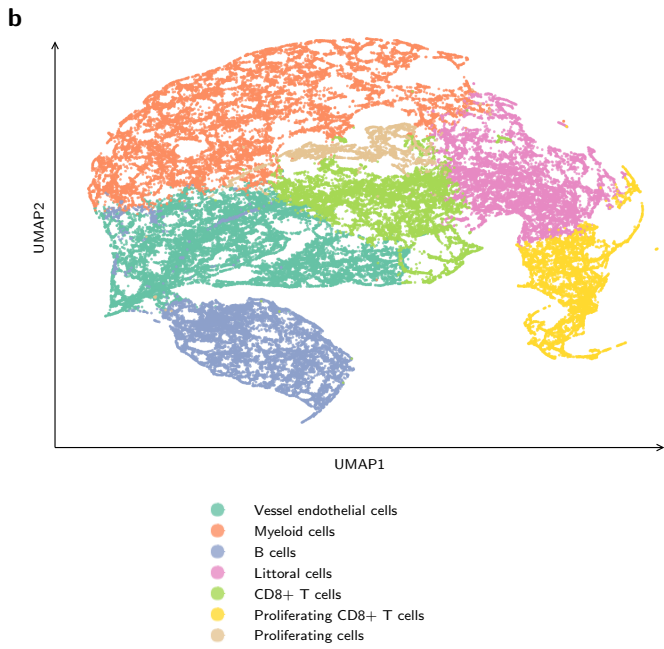 b
UMAP2
UMAP1
Vessel endothelial cells
Myeloid cells
B cells
Littoral cells
CD8+ T cells
Proliferating CD8+ T cells
Proliferating cells